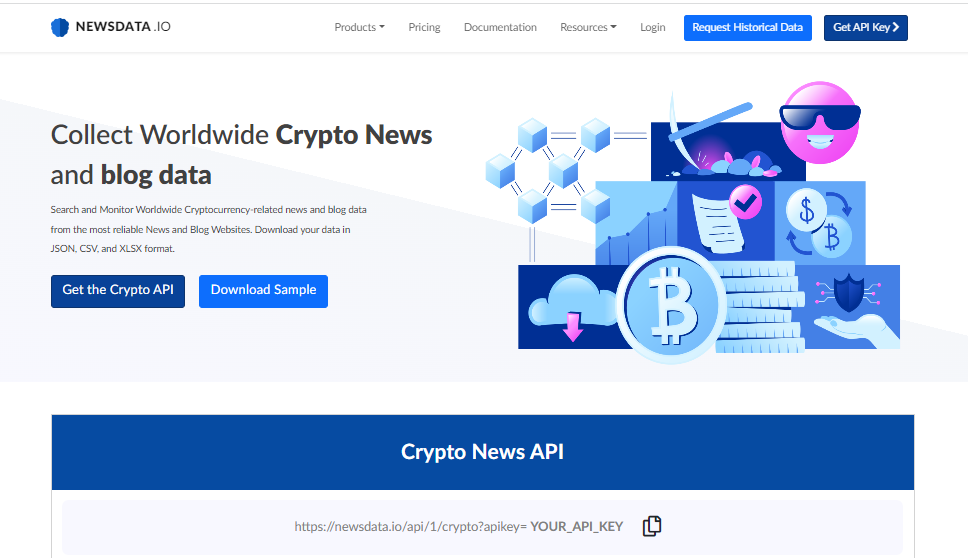 NEWSDATA.IO
Products Pricing Documentation Resources Login Request Historical Data Get API Key
Collect Worldwide Crypto News
and blog data
Search and Monitor Worldwide Cryptocurrency-related news and blog data
from the most reliable News and Blog Websites. Download your data in
JSON, CSV, and XLSX format.
Get the Crypto API Download Sample
Crypto News API
https://newsdata.io/api/1/crypto?apikey= YOUR_API_KEY